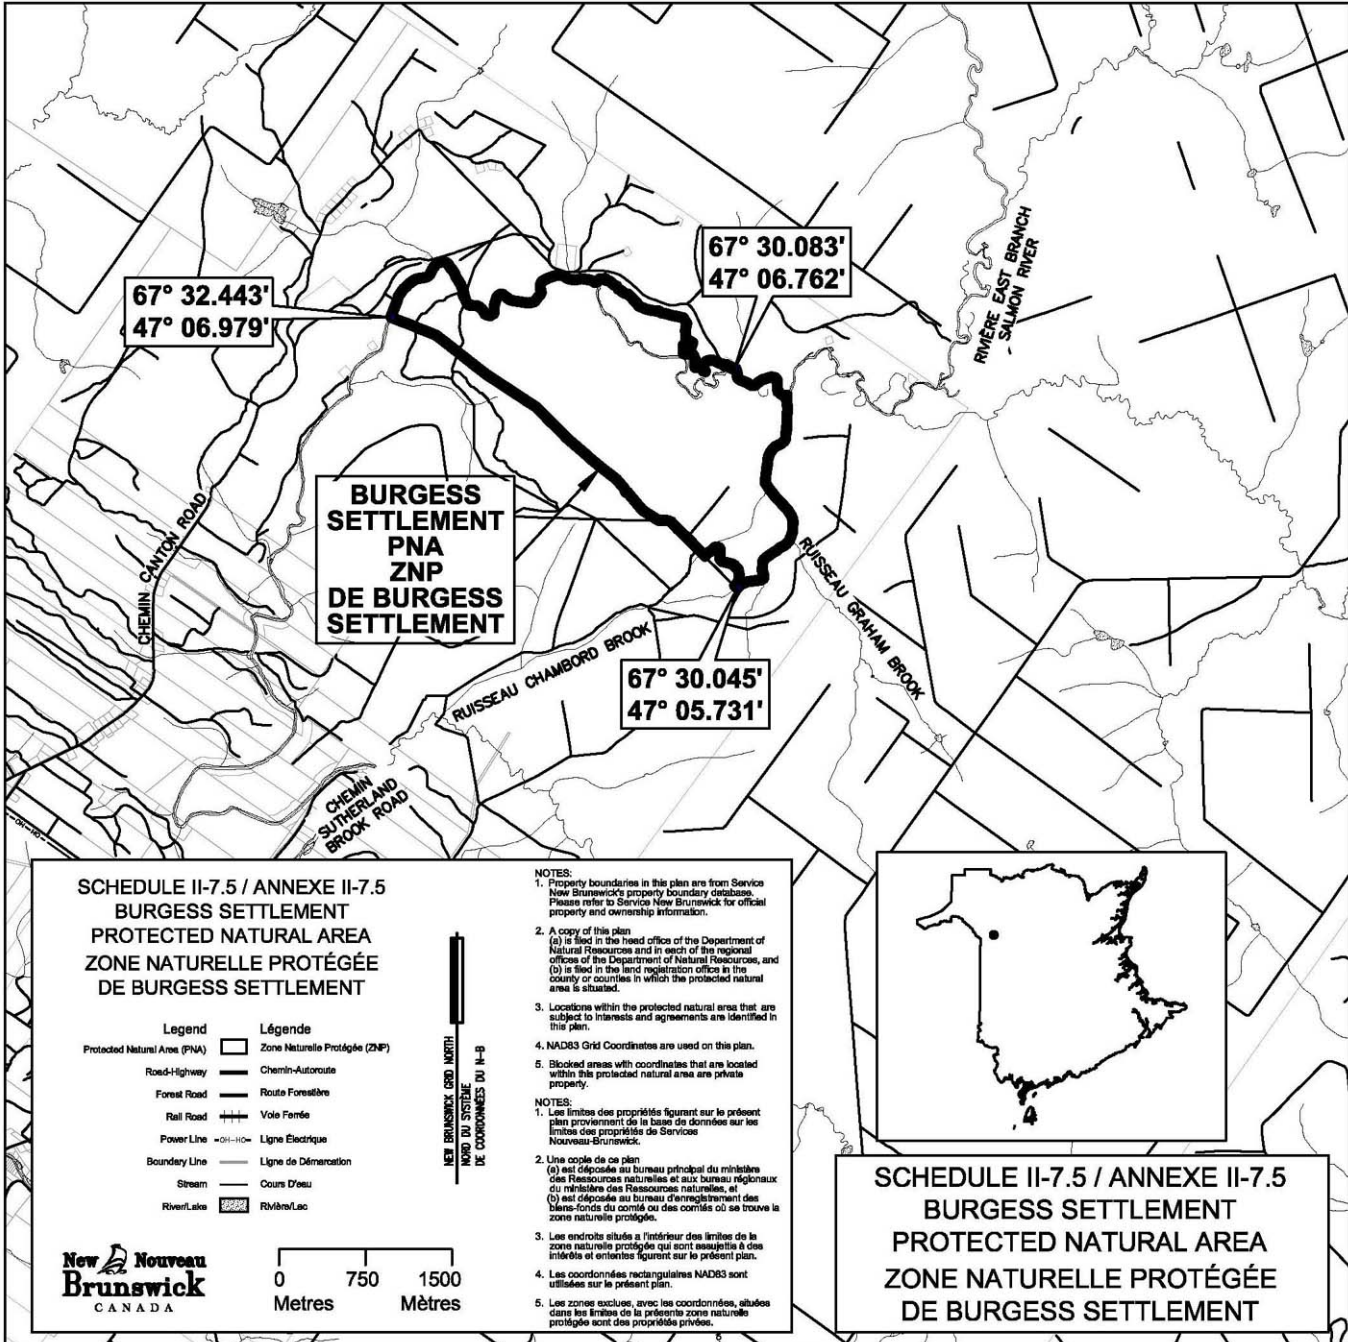 67° 30.083'
47° 06.762'
RIVIÈRE EAST BRANCH
SALMON RIVER
67° 32.443'
47° 06.979'
BURGESS
SETTLEMENT
PNA
ZNP
DE BURGESS
SETTLEMENT
CHEMIN CANTON ROAD
RUISSEAU GRAHAM BROOK
RUISSEAU CHAMBORD BROOK
67° 30.045'
47° 05.731'
CHEMIN
SUTHERLAND
BROOK ROAD
OH-HO
SCHEDULE II-7.5 / ANNEXE II-7.5
BURGESS SETTLEMENT
PROTECTED NATURAL AREA
ZONE NATURELLE PROTÉGÉE
DE BURGESS SETTLEMENT
Legend Légende
Protected Natural Area (PNA) Zone Naturelle Protégée (ZNP)
Road-Highway Chemin-Autoroute
Forest Road Route Forestière
Rail Road Voie Ferrée
Power Line -OH-HO- Ligne Électrique
Boundary Line Ligne de Démarcation
Stream Cours D'eau
River/Lake Rivière/Lac
NEW BRUNSWICK GRID NORTH
NORD DU SYSTÈME
DE COORDONNÉES DU N-B
New Nouveau
Brunswick
CANADA
0 750 1500
Metres Mètres
NOTES:
1. Property boundaries in this plan are from Service
New Brunswick's property boundary database.
Please refer to Service New Brunswick for official
property and ownership information.
2. A copy of this plan
(a) is filed in the head office of the Department of
Natural Resources and in each of the regional
offices of the Department of Natural Resources, and
(b) is filed in the land registration office in the
county or counties in which the protected natural
area is situated.
3. Locations within the protected natural area that are
subject to interests and agreements are identified in
this plan.
4. NAD83 Grid Coordinates are used on this plan.
5. Blocked areas with coordinates that are located
within this protected natural area are private
property.
NOTES:
1. Les limites des propriétés figurant sur le présent
plan proviennent de la base de données sur les
limites des propriétés de Services
Nouveau-Brunswick.
2. Une copie de ce plan
(a) est déposée au bureau principal du ministère
des Ressources naturelles et aux bureau régionaux
du ministère des Ressources naturelles, et
(b) est déposée au bureau d'enregistrement des
biens-fonds du comté ou des comtés où se trouve la
zone naturelle protégée.
3. Les endroits situés a l'intérieur des limites de la
zone naturelle protégée qui sont assujettis à des
intérêts et ententes figurent sur le présent plan.
4. Les coordonnées rectangulaires NAD83 sont
utilisées sur le présent plan.
5. Les zones exclues, avec les coordonnées, situées
dans les limites de la présente zone naturelle
protégée sont des propriétés privées.
SCHEDULE II-7.5 / ANNEXE II-7.5
BURGESS SETTLEMENT
PROTECTED NATURAL AREA
ZONE NATURELLE PROTÉGÉE
DE BURGESS SETTLEMENT